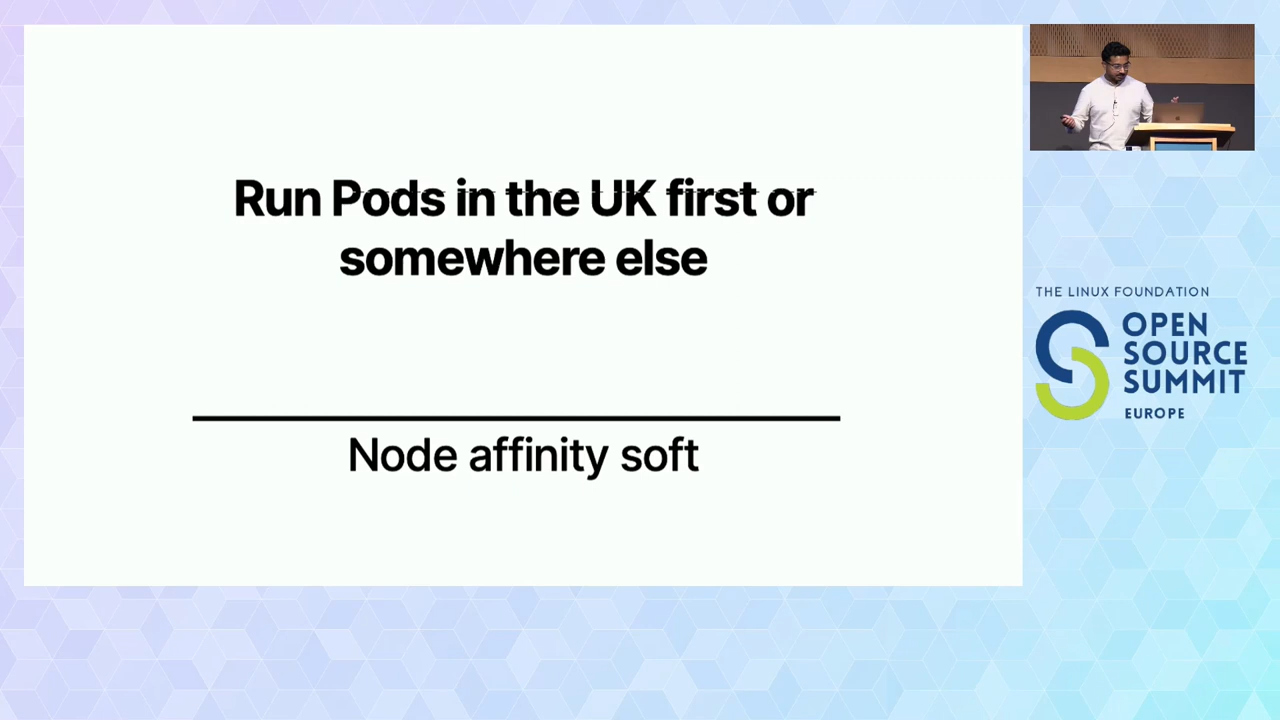 Run Pods in the UK first or
somewhere else
Node affinity soft
THE LINUX FOUNDATION
OPEN
SOURCE
SUMMIT
EUROPE